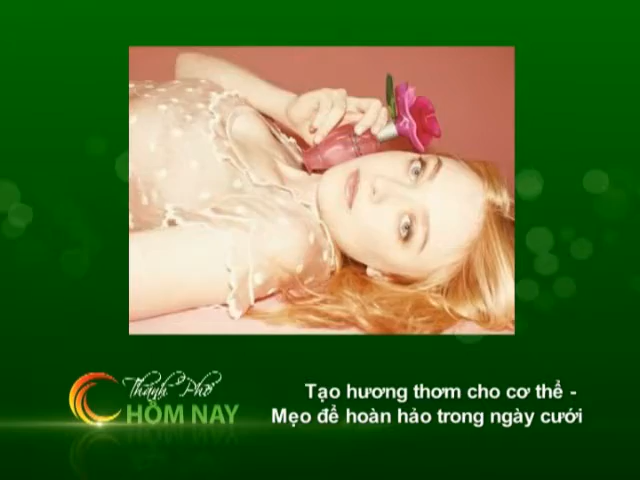 Thành Phố
HÔM NAY
Tạo hương thơm cho cơ thể -
Mẹo để hoàn hảo trong ngày cưới